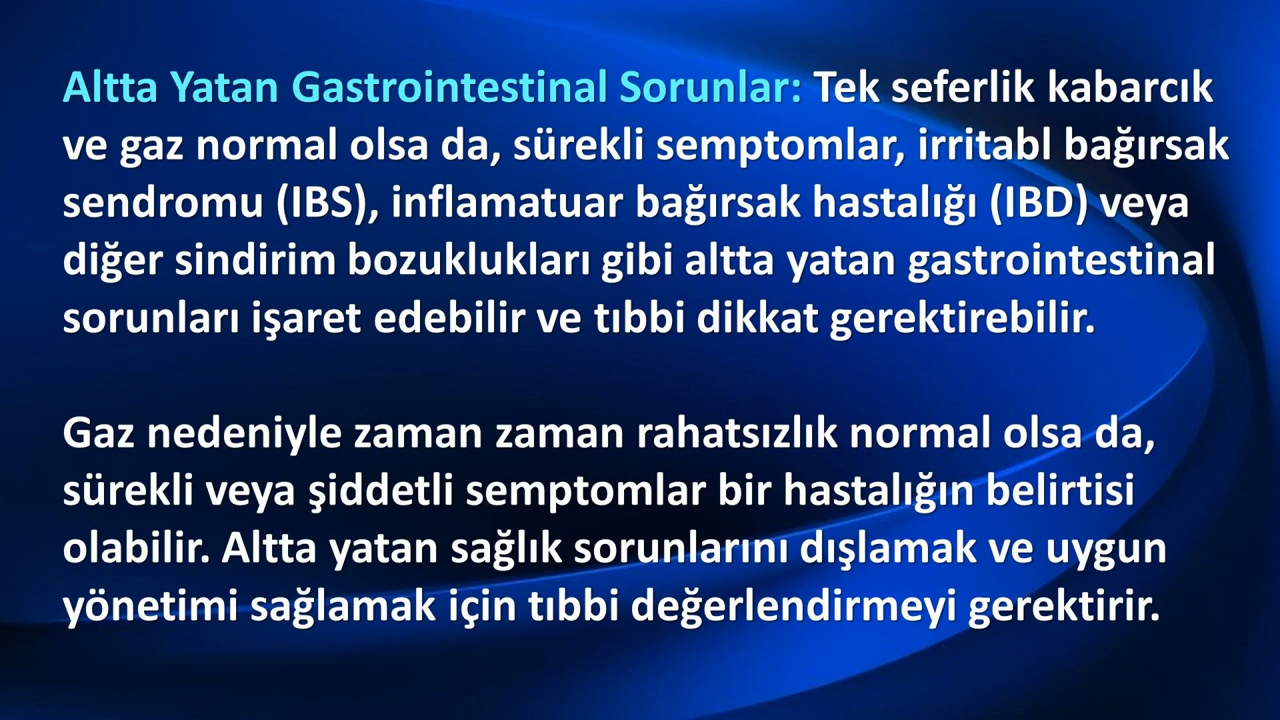 Altta Yatan Gastrointestinal Sorunlar: Tek seferlik kabarcık
ve gaz normal olsa da, sürekli semptomlar, irritabl bağırsak
sendromu (IBS), inflamatuar bağırsak hastalığı (IBD) veya
diğer sindirim bozuklukları gibi altta yatan gastrointestinal
sorunları işaret edebilir ve tıbbi dikkat gerektirebilir.
Gaz nedeniyle zaman zaman rahatsızlık normal olsa da,
sürekli veya şiddetli semptomlar bir hastalığın belirtisi
olabilir. Altta yatan sağlık sorunlarını dışlamak ve uygun
yönetimi sağlamak için tıbbi değerlendirmeyi gerektirir.